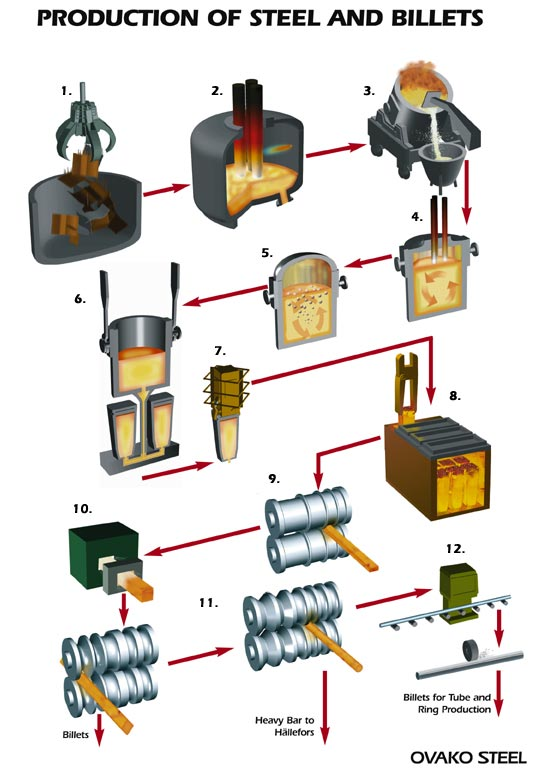 PRODUCTION OF STEEL AND BILLETS
1.
2.
3.
4.
5.
6.
7.
8.
9.
10.
11.
12.
Billets for Tube and
Ring Production
Heavy Bar to
Hällefors
Billets
OVAKO STEEL